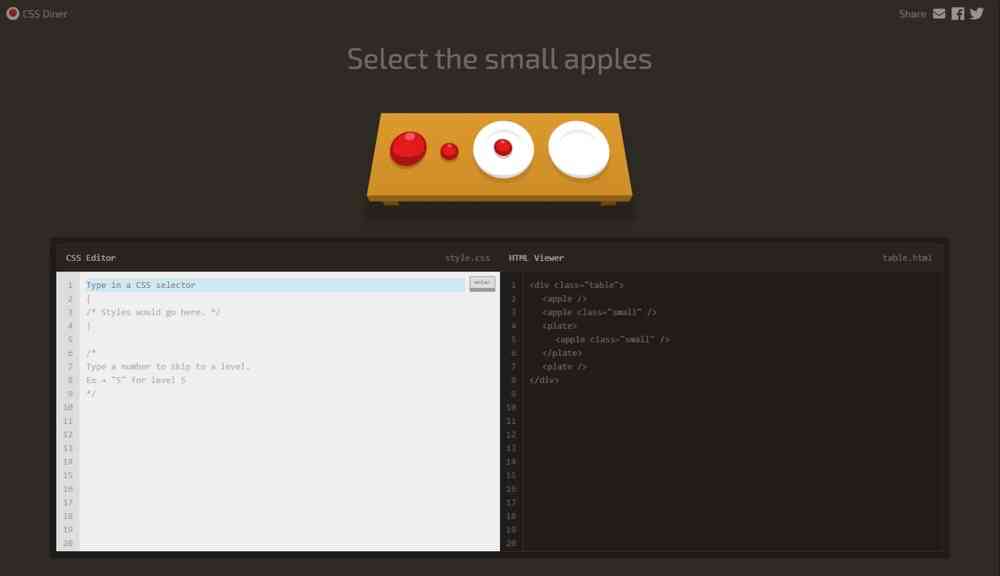 CSS Diner
Share
Select the small apples
CSS Editor
style.css
HTML Viewer
table.html
1 Type in a CSS selector
enter
2 {
3 /* Styles would go here. */
4 }
5
6 /*
7 Type a number to skip to a level.
8 Ex → "5" for level 5
9 */
10
11
12
13
14
15
16
17
18
19
20
1 <div class="table">
2 <apple />
3 <apple class="small" />
4 <plate>
5 <apple class="small" />
6 </plate>
7 <plate />
8 </div>
9
10
11
12
13
14
15
16
17
18
19
20